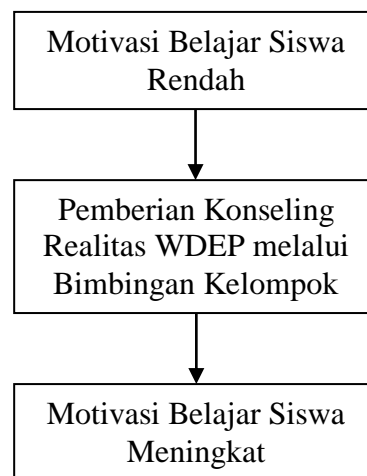 Motivasi Belajar Siswa
Rendah
Pemberian Konseling
Realitas WDEP melalui
Bimbingan Kelompok
Motivasi Belajar Siswa
Meningkat